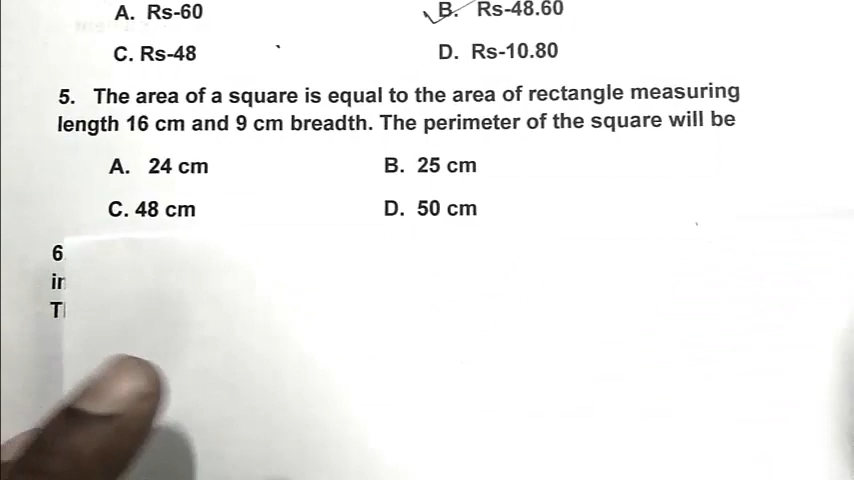 A. Rs-60
B. Rs-48.60
C. Rs-48
D. Rs-10.80
5. The area of a square is equal to the area of rectangle measuring
length 16 cm and 9 cm breadth. The perimeter of the square will be
A. 24 cm
B. 25 cm
C. 48 cm
D. 50 cm
6